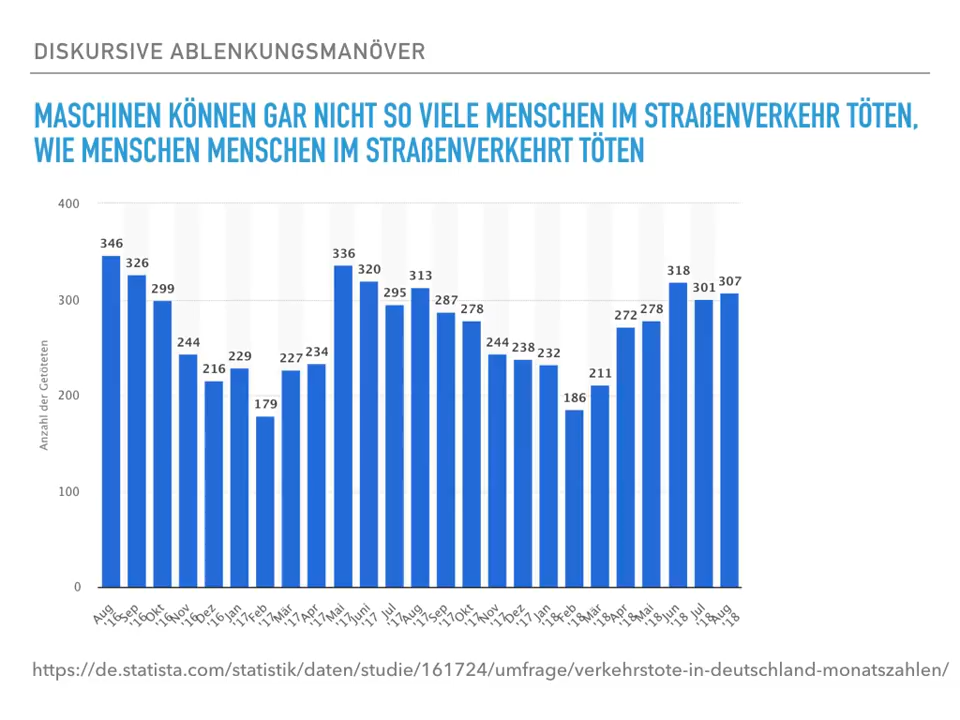 DISKURSIVE ABLENKUNGSMANÖVER
MASCHINEN KÖNNEN GAR NICHT SO VIELE MENSCHEN IM STRAßENVERKEHR TÖTEN,
WIE MENSCHEN MENSCHEN IM STRAßENVERKEHRT TÖTEN
Anzahl der Getöteten
400
300
200
100
0
346
326
299
244
216
229
179
227
234
336
320
295
313
287
278
244
238
232
186
211
272
278
318
301
307
Aug '16
Sep '16
Okt '16
Nov '16
Dez '16
Jan '17
Feb '17
Mär '17
Apr '17
Mai '17
Juni '17
Jul '17
Aug '17
Sep '17
Okt '17
Nov '17
Dez '17
Jan '18
Feb '18
Mär '18
Apr '18
Mai '18
Jun '18
Jul '18
Aug '18
https://de.statista.com/statistik/daten/studie/161724/umfrage/verkehrstote-in-deutschland-monatszahlen/